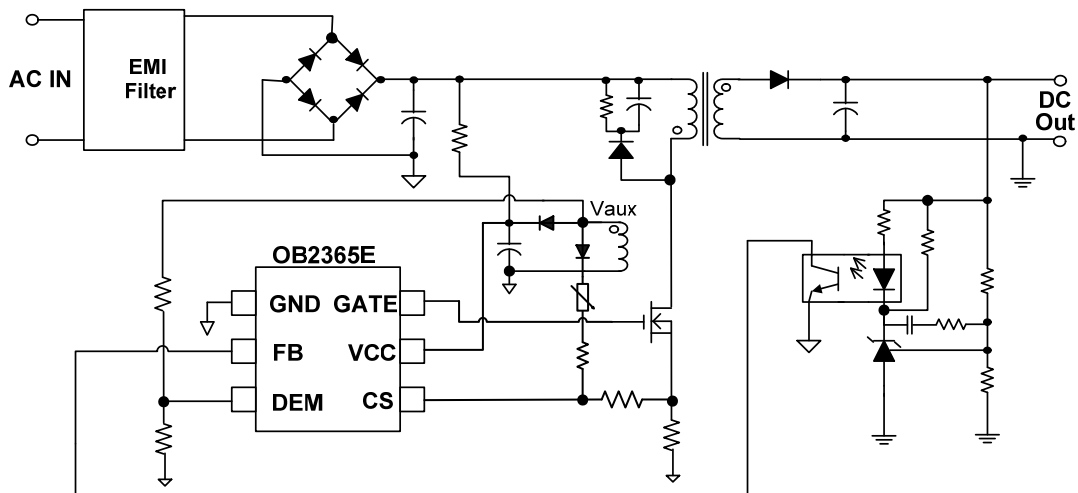 AC IN
EMI
Filter
DC
Out
Vaux
OB2365E
GND GATE
FB VCC
DEM CS